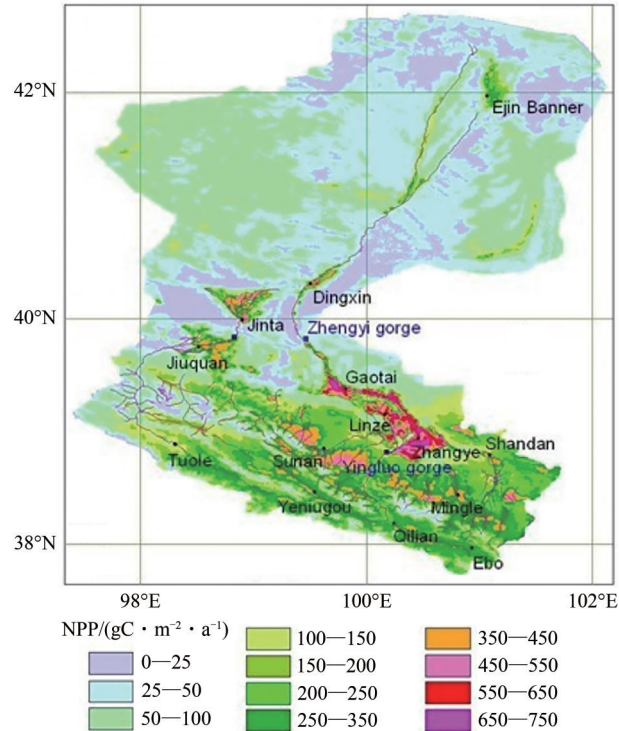 42°N
Ejin Banner
Dingxin
40°N
Jinta
Zhengyi gorge
Jiuquan
Gaotai
Linze
Zhangye
Shandan
Tuole
Sunan
Yingluo gorge
Yeniugou
Mingle
Qilian
38°N
Ebo
98°E
100°E
102°E
NPP/(gC · m⁻² · a⁻¹)
0—25
25—50
50—100
100—150
150—200
200—250
250—350
350—450
450—550
550—650
650—750